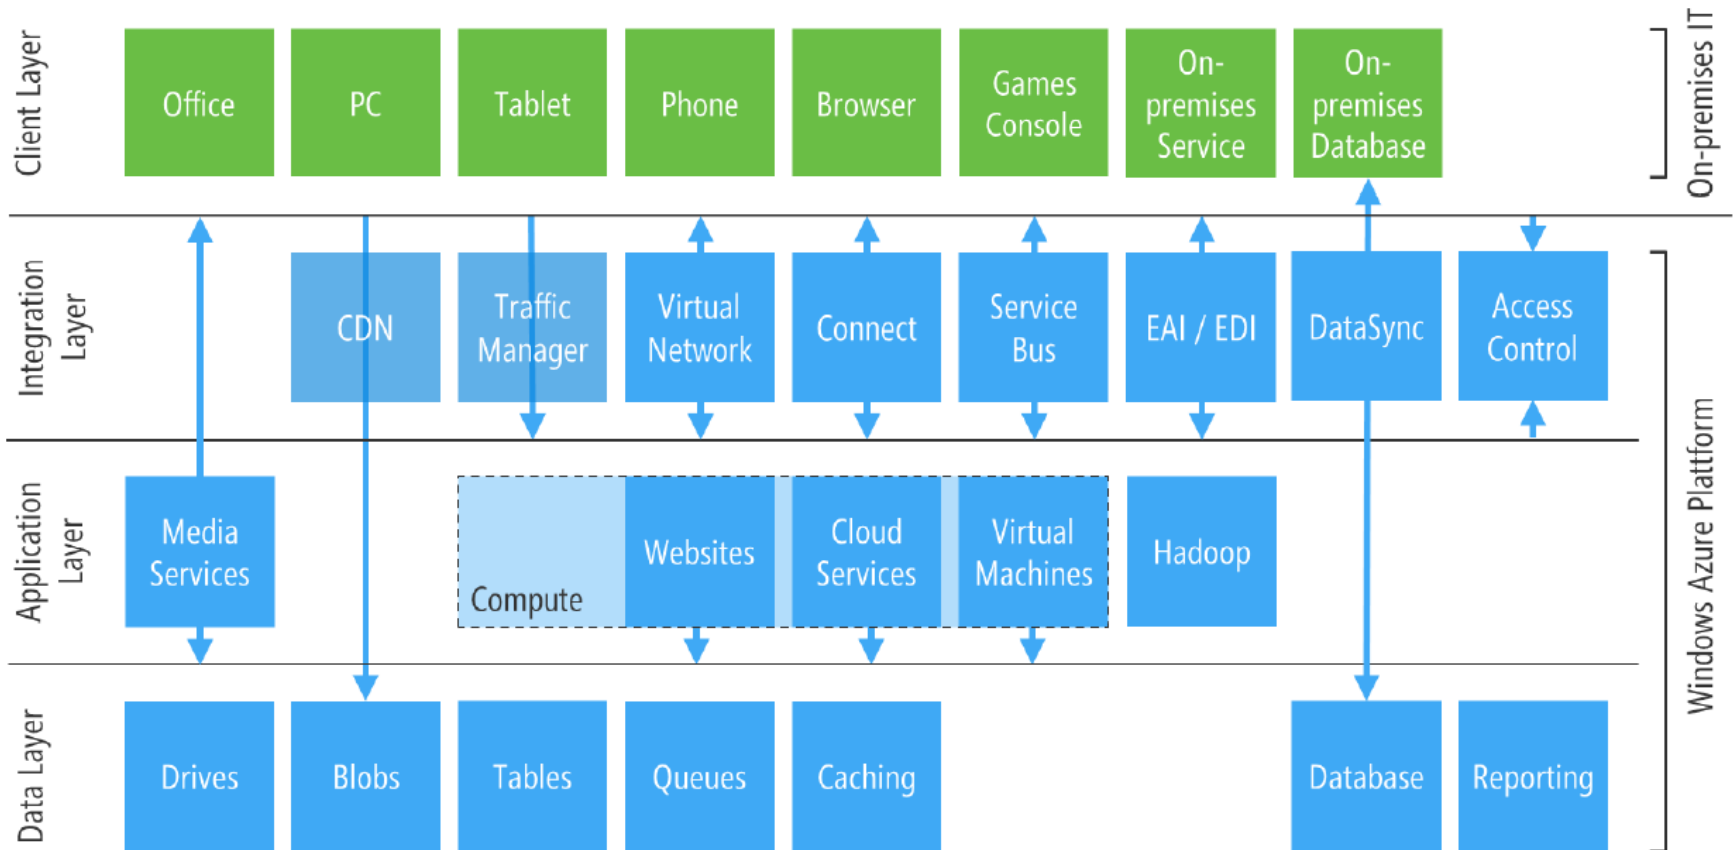 Client Layer
Office
PC
Tablet
Phone
Browser
Games
Console
On-
premises
Service
On-
premises
Database
On-premises IT
Integration
Layer
CDN
Traffic
Manager
Virtual
Network
Connect
Service
Bus
EAI / EDI
DataSync
Access
Control
Application
Layer
Media
Services
Compute
Websites
Cloud
Services
Virtual
Machines
Hadoop
Windows Azure Plattform
Data Layer
Drives
Blobs
Tables
Queues
Caching
Database
Reporting